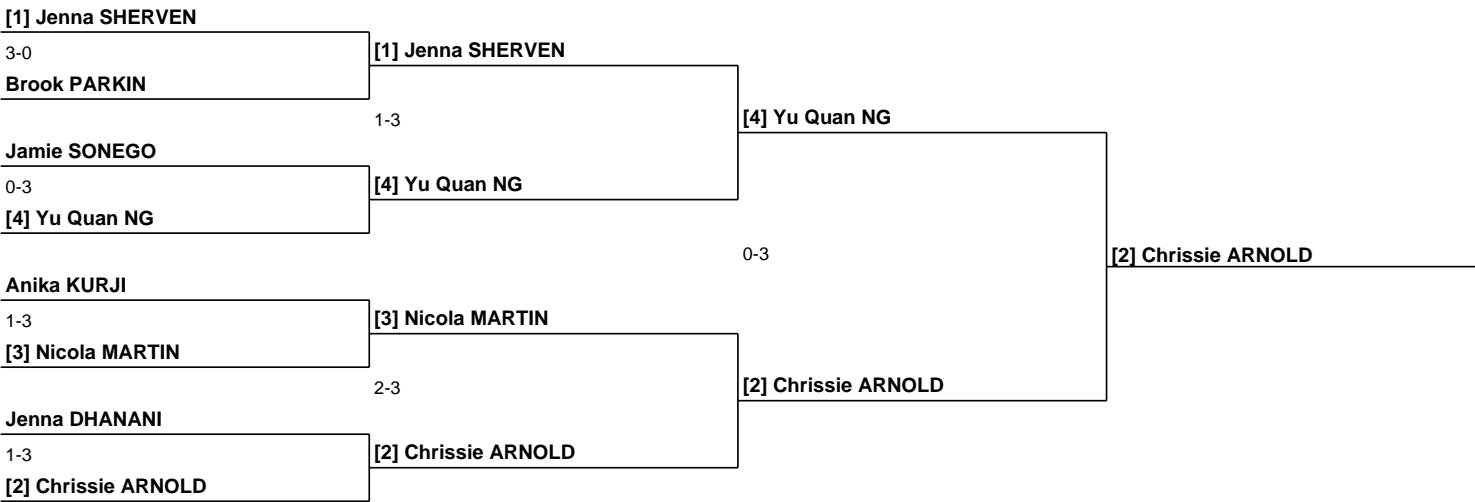 [1] Jenna SHERVEN
3-0
[1] Jenna SHERVEN
Brook PARKIN
1-3
[4] Yu Quan NG
Jamie SONEGO
0-3
[4] Yu Quan NG
[4] Yu Quan NG
0-3
[2] Chrissie ARNOLD
Anika KURJI
1-3
[3] Nicola MARTIN
[3] Nicola MARTIN
2-3
[2] Chrissie ARNOLD
Jenna DHANANI
1-3
[2] Chrissie ARNOLD
[2] Chrissie ARNOLD